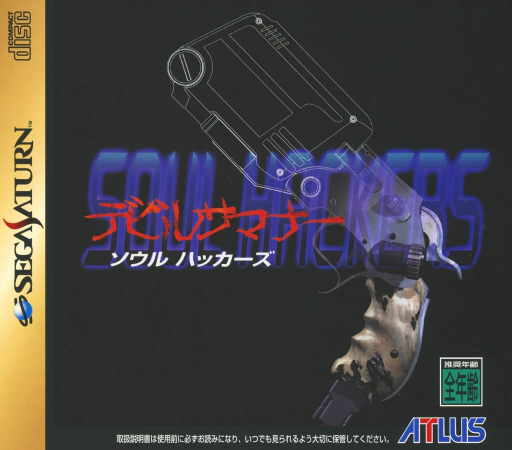 COMPACT
disc
SEGA SATURN™
SOUL HACKERS
デビルサマナー
ソウル ハッカーズ
推奨年齢
全年齢
取扱説明書は使用前に必ずお読みになり、いつでも見られるよう大切に保管してください。
ATLUS